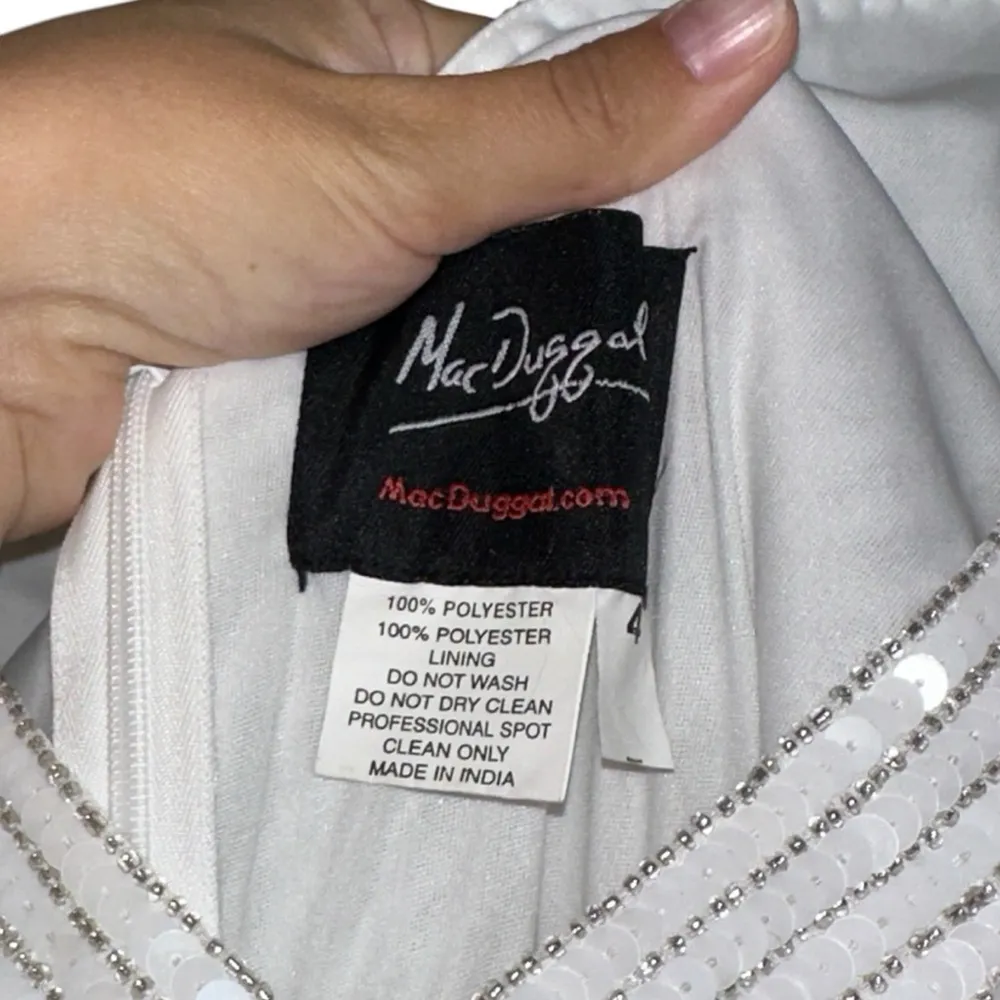 MacDuggal
MacDuggal.com
100% POLYESTER
100% POLYESTER
LINING
DO NOT WASH
DO NOT DRY CLEAN
PROFESSIONAL SPOT
CLEAN ONLY
MADE IN INDIA
4